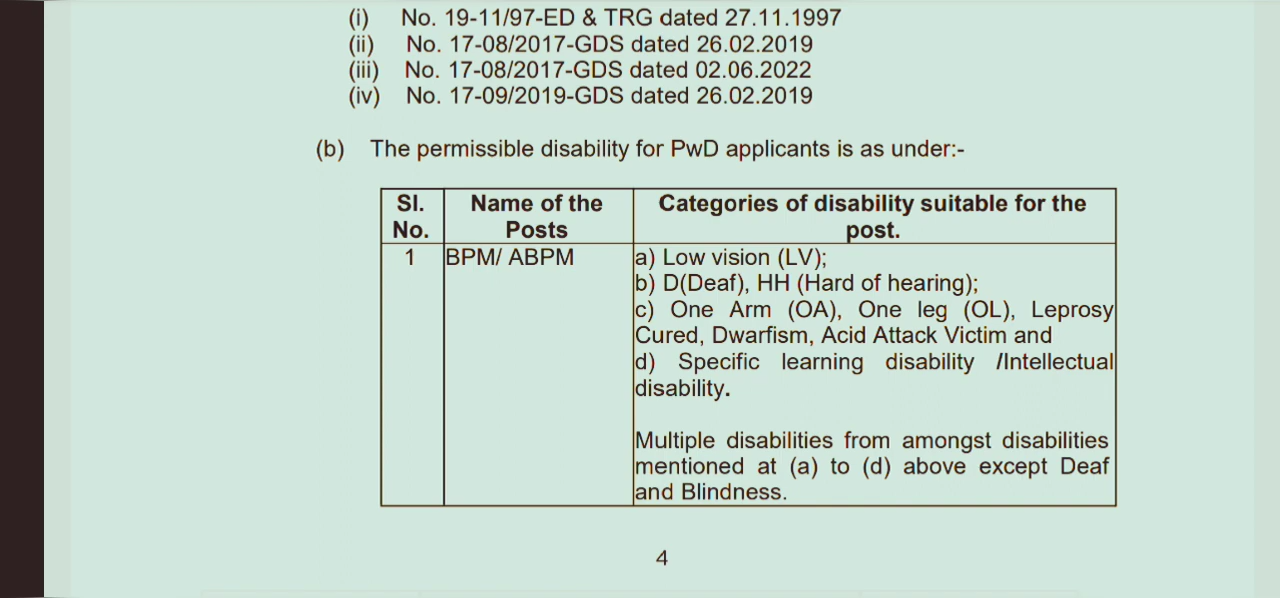 (i) No. 19-11/97-ED & TRG dated 27.11.1997
(ii) No. 17-08/2017-GDS dated 26.02.2019
(iii) No. 17-08/2017-GDS dated 02.06.2022
(iv) No. 17-09/2019-GDS dated 26.02.2019
(b) The permissible disability for PwD applicants is as under:-
Sl. No.
Name of the Posts
Categories of disability suitable for the post.
1
BPM/ ABPM
a) Low vision (LV);
b) D(Deaf), HH (Hard of hearing);
c) One Arm (OA), One leg (OL), Leprosy
Cured, Dwarfism, Acid Attack Victim and
d) Specific learning disability /Intellectual
disability.
Multiple disabilities from amongst disabilities
mentioned at (a) to (d) above except Deaf
and Blindness.
4